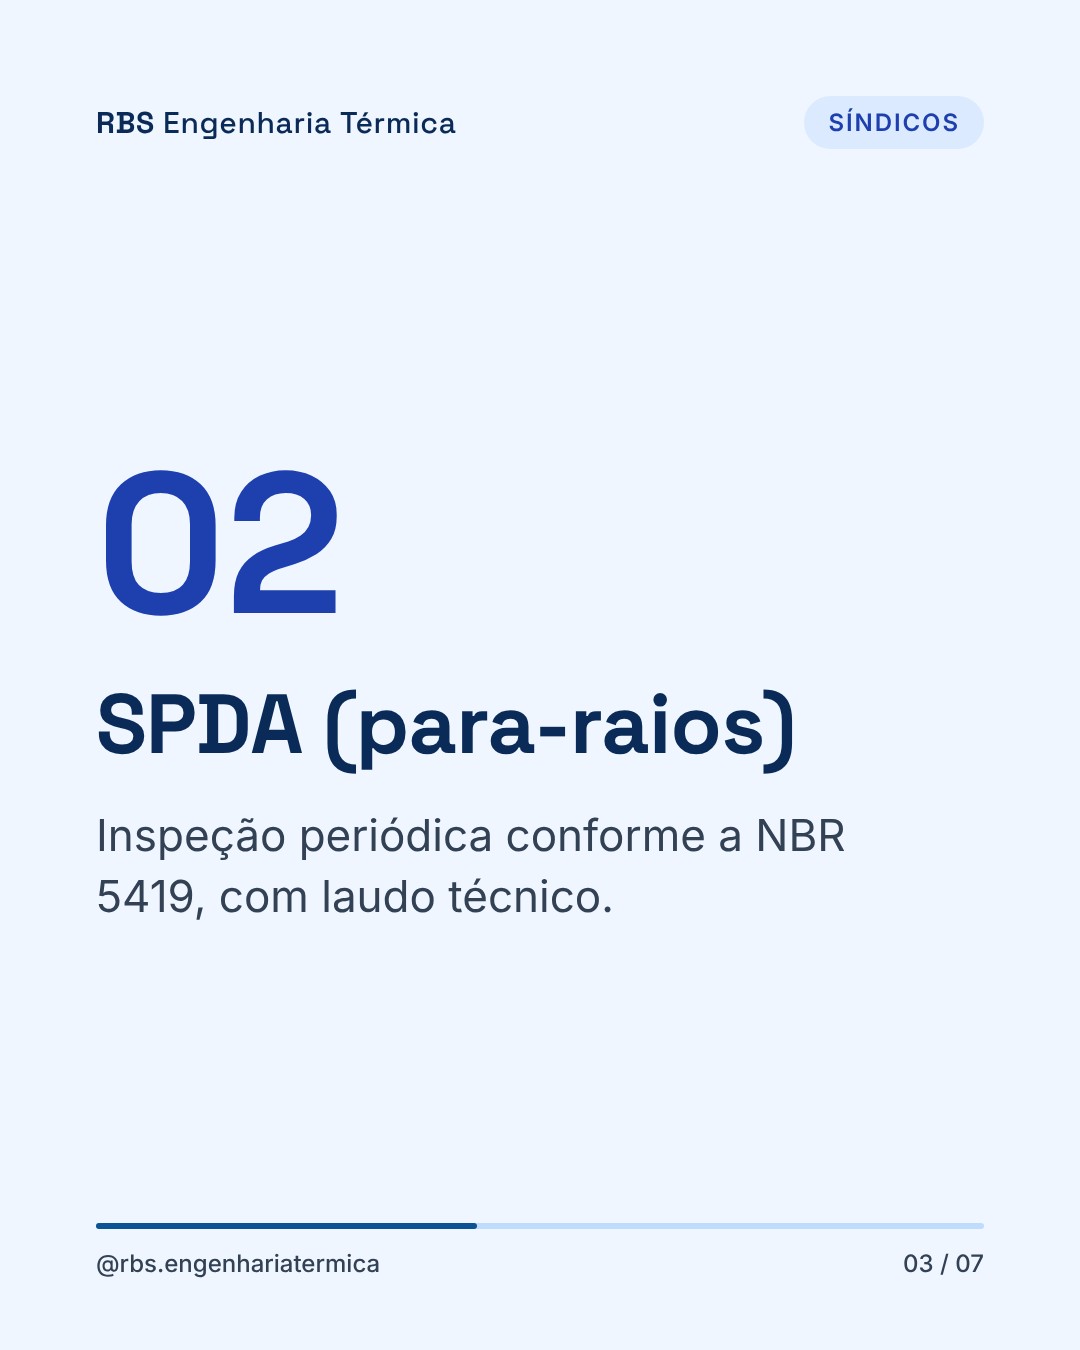 RBS Engenharia Térmica
SÍNDICOS
02
SPDA (para-raios)
Inspeção periódica conforme a NBR
5419, com laudo técnico.
@rbs.engenhariatermica
03 / 07